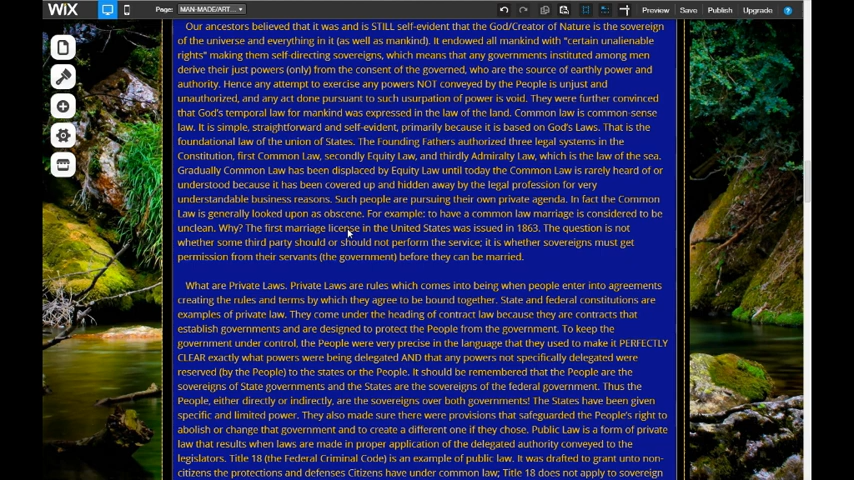 WiX
Page: MAN-MADE/ART...
Preview Save Publish Upgrade ?
Our ancestors believed that it was and is STILL self-evident that the God/Creator of Nature is the sovereign
of the universe and everything in it (as well as mankind). It endowed all mankind with "certain unalienable
rights" making them self-directing sovereigns, which means that any governments instituted among men
derive their just powers (only) from the consent of the governed, who are the source of earthly power and
authority. Hence any attempt to exercise any powers NOT conveyed by the People is unjust and
unauthorized, and any act done pursuant to such usurpation of power is void. They were further convinced
that God's temporal law for mankind was expressed in the law of the land. Common law is common-sense
law. It is simple, straightforward and self-evident, primarily because it is based on God's Laws. That is the
foundational law of the union of States. The Founding Fathers authorized three legal systems in the
Constitution, first Common Law, secondly Equity Law, and thirdly Admiralty Law, which is the law of the sea.
Gradually Common Law has been displaced by Equity Law until today the Common Law is rarely heard of or
understood because it has been covered up and hidden away by the legal profession for very
understandable business reasons. Such people are pursuing their own private agenda. In fact the Common
Law is generally looked upon as obscene. For example: to have a common law marriage is considered to be
unclean. Why? The first marriage license in the United States was issued in 1863. The question is not
whether some third party should or should not perform the service; it is whether sovereigns must get
permission from their servants (the government) before they can be married.
What are Private Laws. Private Laws are rules which comes into being when people enter into agreements
creating the rules and terms by which they agree to be bound together. State and federal constitutions are
examples of private law. They come under the heading of contract law because they are contracts that
establish governments and are designed to protect the People from the government. To keep the
government under control, the People were very precise in the language that they used to make it PERFECTLY
CLEAR exactly what powers were being delegated AND that any powers not specifically delegated were
reserved (by the People) to the states or the People. It should be remembered that the People are the
sovereigns of State governments and the States are the sovereigns of the federal government. Thus the
People, either directly or indirectly, are the sovereigns over both governments! The States have been given
specific and limited power. They also made sure there were provisions that safeguarded the People's right to
abolish or change that government and to create a different one if they chose. Public Law is a form of private
law that results when laws are made in proper application of the delegated authority conveyed to the
legislators. Title 18 (the Federal Criminal Code) is an example of public law. It was drafted to grant unto non-
citizens the protections and defenses Citizens have under common law; Title 18 does not apply to sovereign